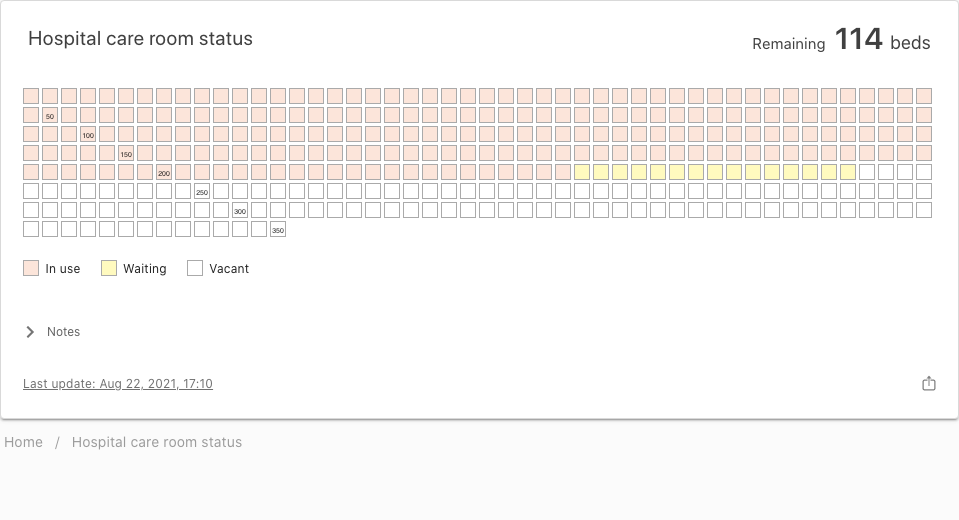 Hospital care room status
Remaining 114 beds
50
100
150
200
250
300
350
In use
Waiting
Vacant
Notes
Last update: Aug 22, 2021, 17:10
Home / Hospital care room status